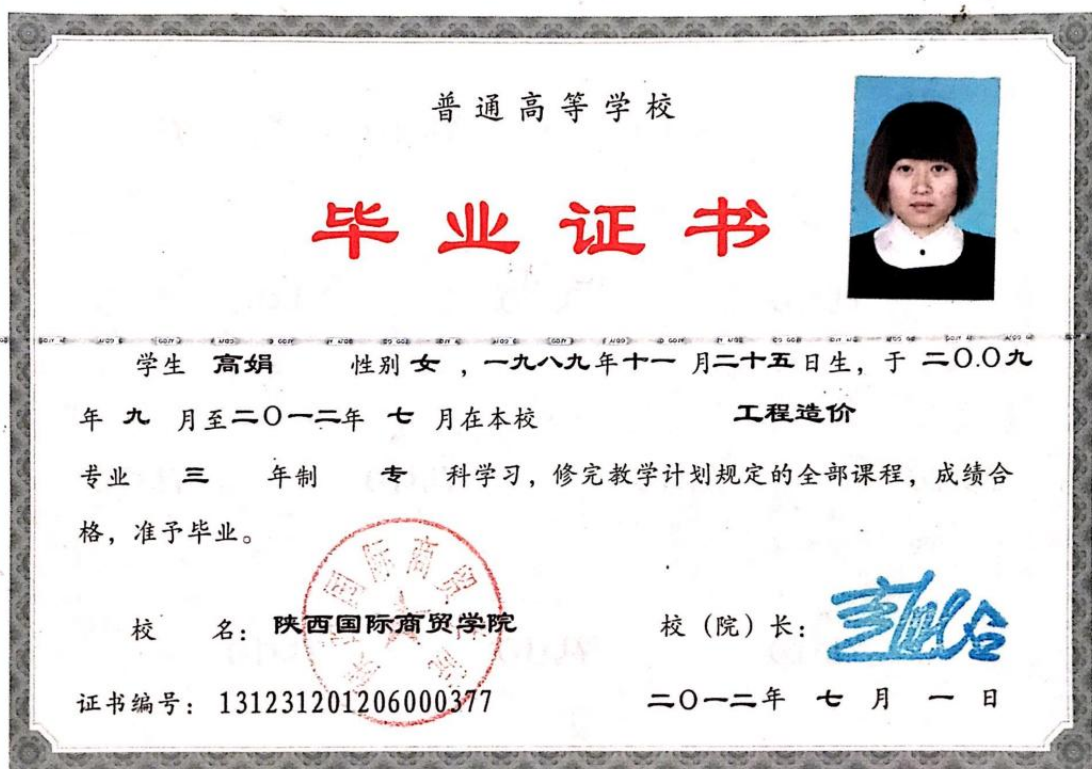 普通高等学校
毕业证书
学生 高娟 性别 女 ，一九八九年十一月二十五日生，于二〇.〇九
年 九 月至二〇一二年 七 月在本校 工程造价
专业 三 年制 专 科学习，修完教学计划规定的全部课程，成绩合
格，准予毕业。
校 名：陕西国际商贸学院 校（院）长：
证书编号：131231201206000377 二〇一二年 七 月 一 日